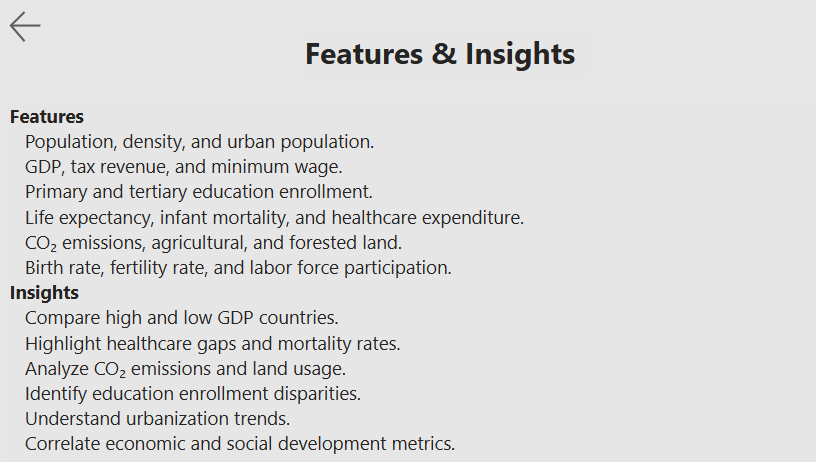 Features & Insights
Features
Population, density, and urban population.
GDP, tax revenue, and minimum wage.
Primary and tertiary education enrollment.
Life expectancy, infant mortality, and healthcare expenditure.
CO₂ emissions, agricultural, and forested land.
Birth rate, fertility rate, and labor force participation.
Insights
Compare high and low GDP countries.
Highlight healthcare gaps and mortality rates.
Analyze CO₂ emissions and land usage.
Identify education enrollment disparities.
Understand urbanization trends.
Correlate economic and social development metrics.